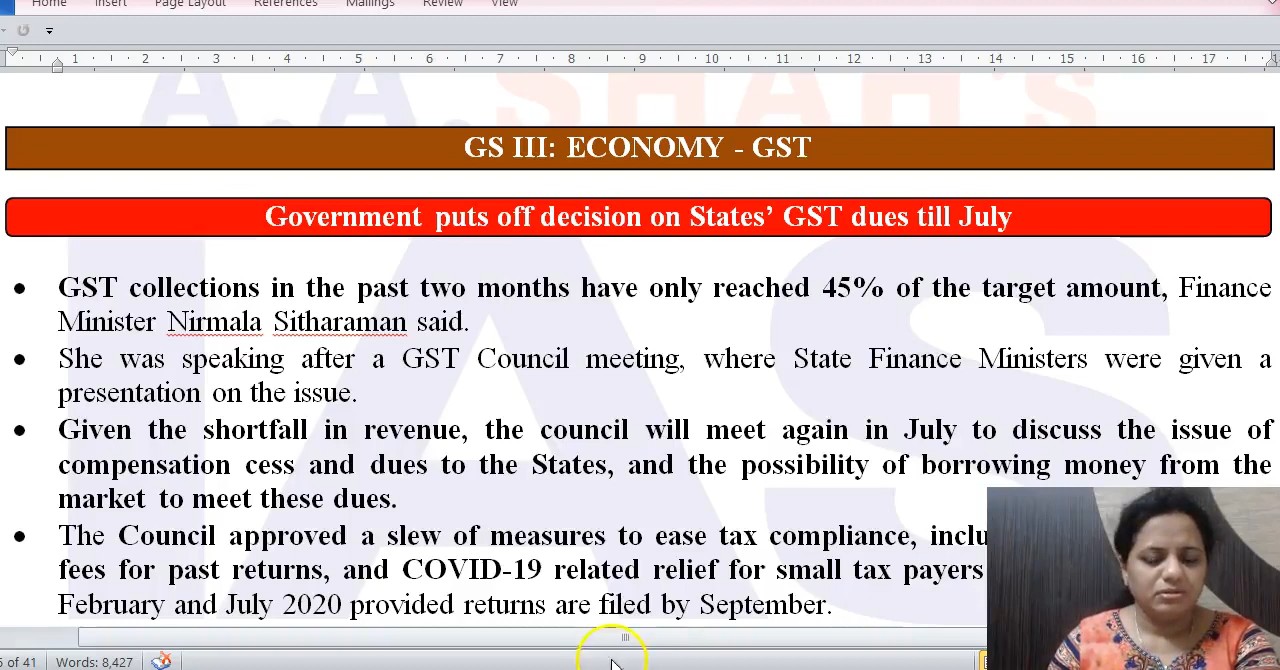 Home Insert Page Layout References Mailings Review View
1 2 3 4 5 6 7 8 9 10 11 12 13 14 15 16 17
A.A.SHAH's
IAS
GS III: ECONOMY - GST
Government puts off decision on States' GST dues till July
• GST collections in the past two months have only reached 45% of the target amount, Finance
Minister Nirmala Sitharaman said.
• She was speaking after a GST Council meeting, where State Finance Ministers were given a
presentation on the issue.
• Given the shortfall in revenue, the council will meet again in July to discuss the issue of
compensation cess and dues to the States, and the possibility of borrowing money from the
market to meet these dues.
• The Council approved a slew of measures to ease tax compliance,
fees for past returns, and COVID-19 related relief for small tax payers
February and July 2020 provided returns are filed by September.
of 41 Words: 8,427